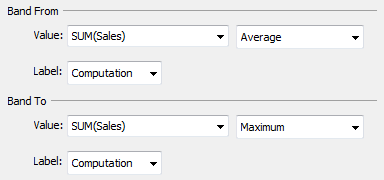 Band From
Value: SUM(Sales) Average
Label: Computation
Band To
Value: SUM(Sales) Maximum
Label: Computation